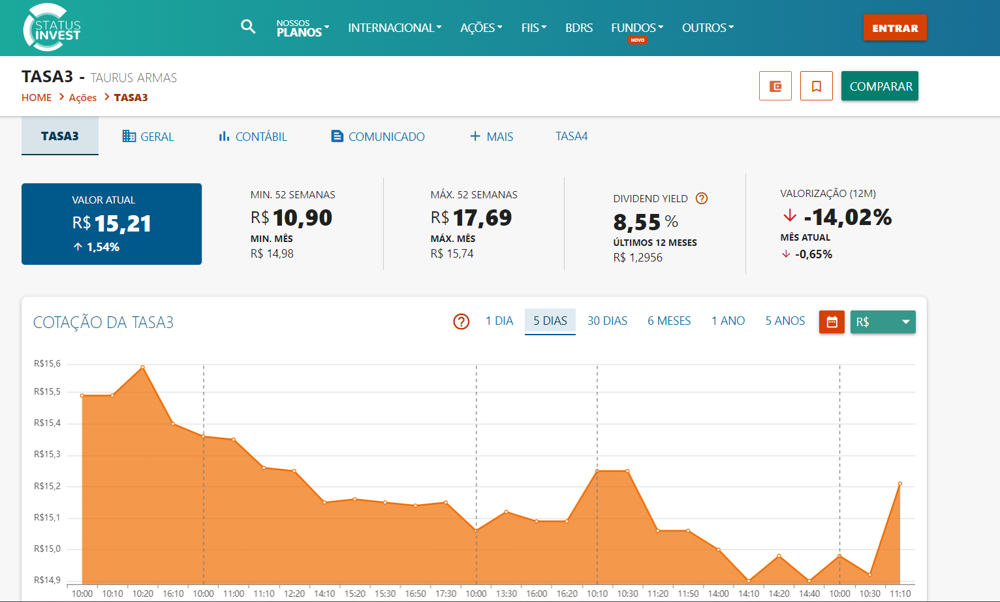 STATUS
INVEST
NOSSOS
PLANOS
INTERNACIONAL
AÇÕES
FIIS
BDRS
FUNDOS
NOVO
OUTROS
ENTRAR
TASA3 - TAURUS ARMAS
HOME > Ações > TASA3
COMPARAR
TASA3
GERAL
CONTÁBIL
COMUNICADO
MAIS
TASA4
VALOR ATUAL
R$ 15,21
1,54%
MIN. 52 SEMANAS
R$ 10,90
MIN. MÊS
R$ 14,98
MÁX. 52 SEMANAS
R$ 17,69
MÁX. MÊS
R$ 15,74
DIVIDEND YIELD ?
8,55 %
ÚLTIMOS 12 MESES
R$ 1,2956
VALORIZAÇÃO (12M)
-14,02%
MÊS ATUAL
-0,65%
COTAÇÃO DA TASA3
?
1 DIA
5 DIAS
30 DIAS
6 MESES
1 ANO
5 ANOS
R$
R$15,6
R$15,5
R$15,4
R$15,3
R$15,2
R$15,1
R$15,0
R$14,9
10:00 10:10 10:20 16:10 10:00 11:00 11:10 12:20 14:10 15:20 15:30 16:50 17:30 10:00 13:30 16:00 16:20 10:10 10:30 11:20 11:50 14:00 14:10 14:20 14:40 10:00 10:30 11:10